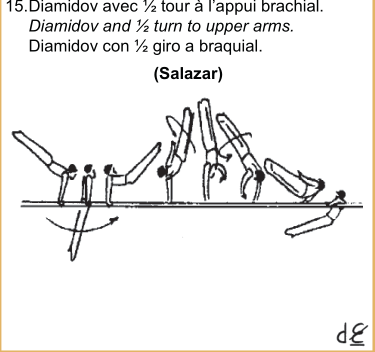 15.Diamidov avec ½ tour à l'appui brachial.
Diamidov and ½ turn to upper arms.
Diamidov con ½ giro a braquial.
(Salazar)